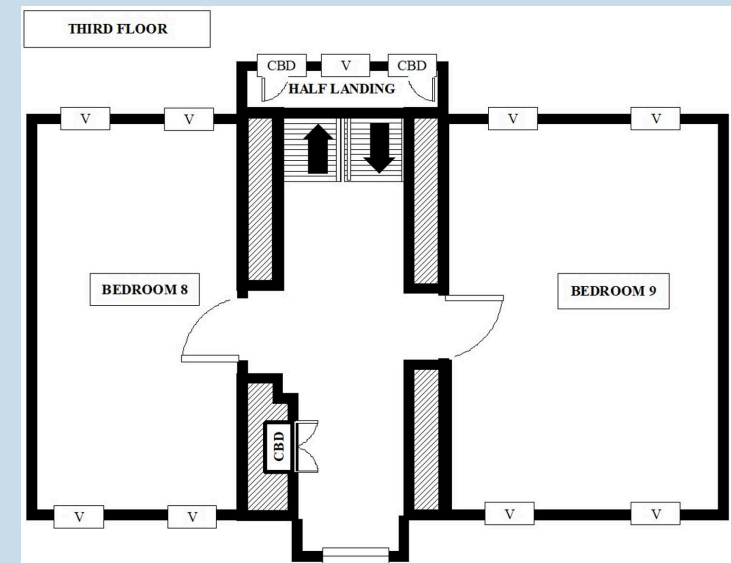 THIRD FLOOR
CBD V CBD
HALF LANDING
V V V V
BEDROOM 8
BEDROOM 9
CBD
V V V V